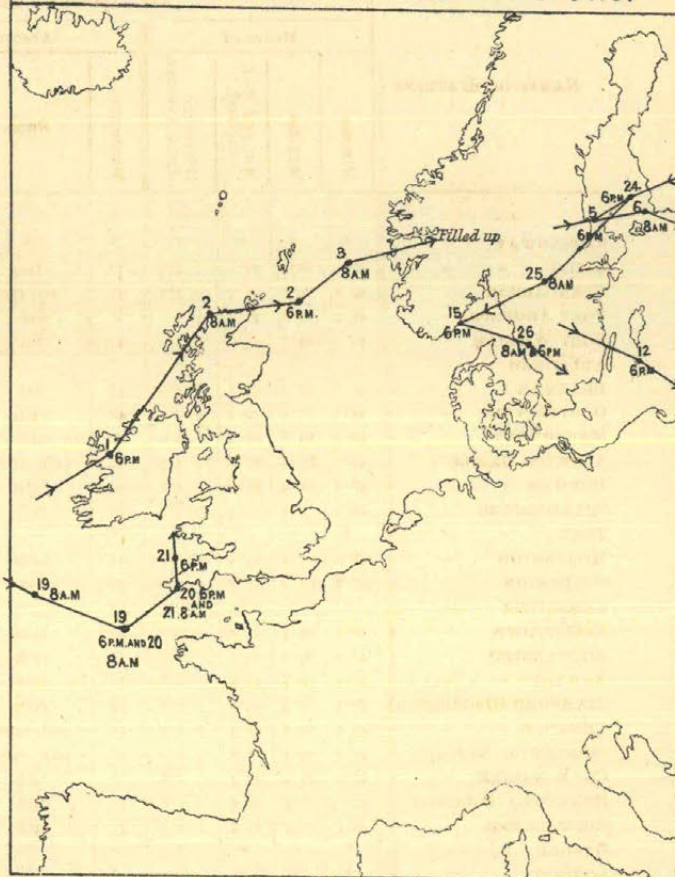 24
6 P.M
5
6
6 P.M
8 A.M
Filled up
3
8 A.M
2
8 A.M
2
6 P.M.
25
8 A.M
15
6 P.M
26
8 A.M
6 P.M
12
6 P.M
1
6 P.M
21
6 P.M
19
8 A.M
20 6 P.M
AND
21.8 A.M
19
6 P.M. AND 20
8 A.M